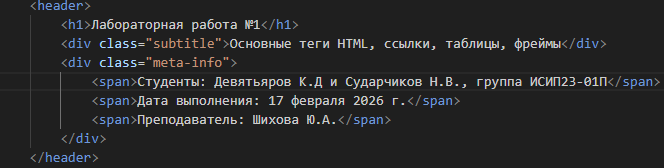 <header>
<h1>Лабораторная работа №1</h1>
<div class="subtitle">Основные теги HTML, ссылки, таблицы, фреймы</div>
<div class="meta-info">
<span>Студенты: Девятьяров К.Д и Сударчиков Н.В., группа ИСИП23-01П</span>
<span>Дата выполнения: 17 февраля 2026 г.</span>
<span>Преподаватель: Шихова Ю.А.</span>
</div>
</header>